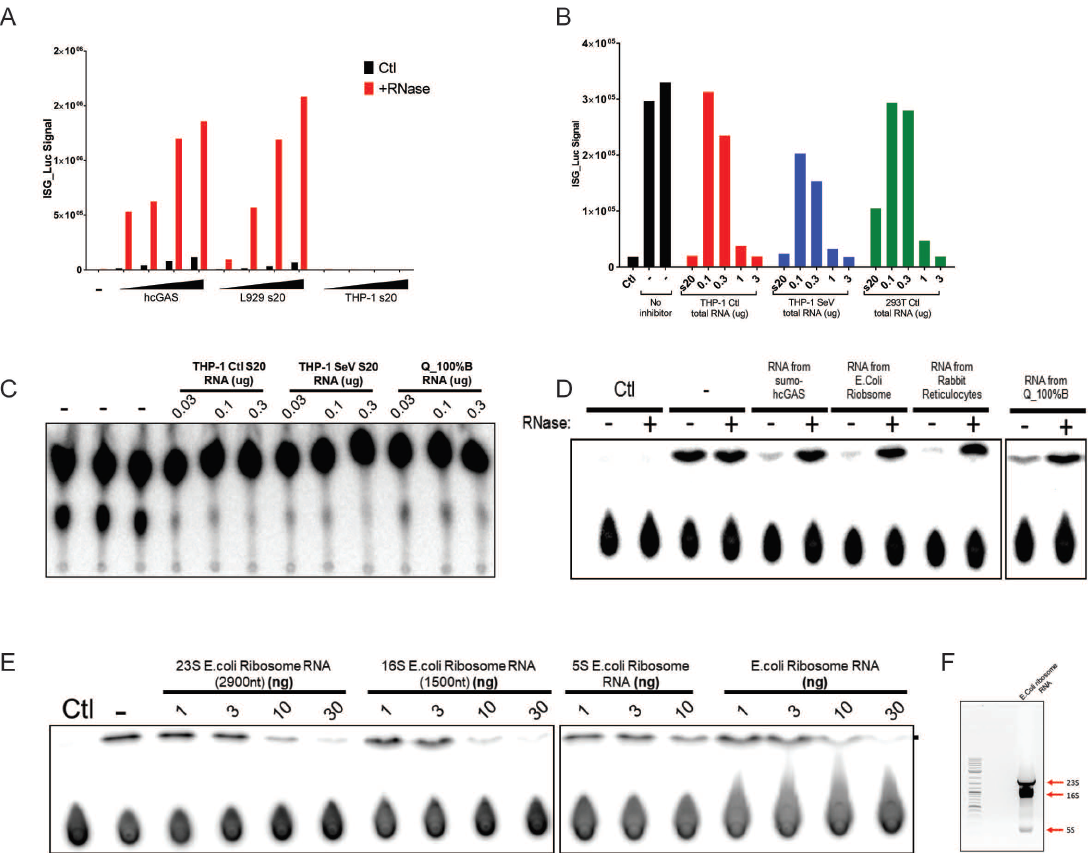 A
ISG_Luc Signal
2×10⁰⁶
2×10⁰⁶
1×10⁰⁶
5×10⁰⁵
0
Ctl
+RNase
–
hcGAS
L929 s20
THP-1 s20
B
ISG_Luc Signal
4×10⁰⁵
3×10⁰⁵
2×10⁰⁵
1×10⁰⁵
0
Ctl - - s20 0.1 0.3 1 3 s20 0.1 0.3 1 3 s20 0.1 0.3 1 3
No inhibitor
THP-1 Ctl total RNA (ug)
THP-1 SeV total RNA (ug)
293T Ctl total RNA (ug)
C
THP-1 Ctl S20 RNA (ug)
THP-1 SeV S20 RNA (ug)
Q_100%B RNA (ug)
– – – 0.03 0.1 0.3 0.03 0.1 0.3 0.03 0.1 0.3
D
Ctl
-
RNA from sumo-hcGAS
RNA from E.Coli Riobsome
RNA from Rabbit Reticulocytes
RNA from Q_100%B
RNase: - + - + - + - + - + - +
E
23S E.coli Ribosome RNA
(2900nt) (ng)
16S E.coli Ribosome RNA
(1500nt) (ng)
5S E.coli Ribosome
RNA (ng)
E.coli Ribosome RNA
(ng)
Ctl – 1 3 10 30 1 3 10 30 1 3 10 1 3 10 30
F
E.Coli ribosome
RNA
23S
16S
5S